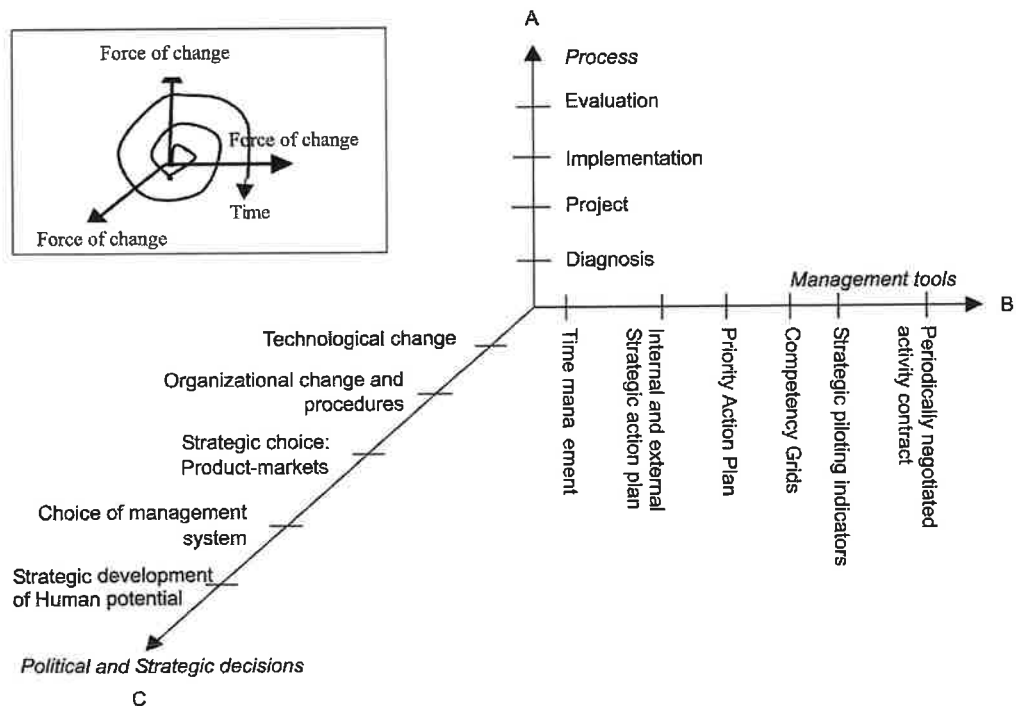 Force of change
Force of change
Time
Force of change
A
Process
Evaluation
Implementation
Project
Diagnosis
Management tools
B
Time mana ement
Internal and external
Strategic action plan
Priority Action Plan
Competency Grids
Strategic piloting indicators
Periodically negotiated
activity contract
Technological change
Organizational change and
procedures
Strategic choice:
Product-markets
Choice of management
system
Strategic development
of Human potential
Political and Strategic decisions
C